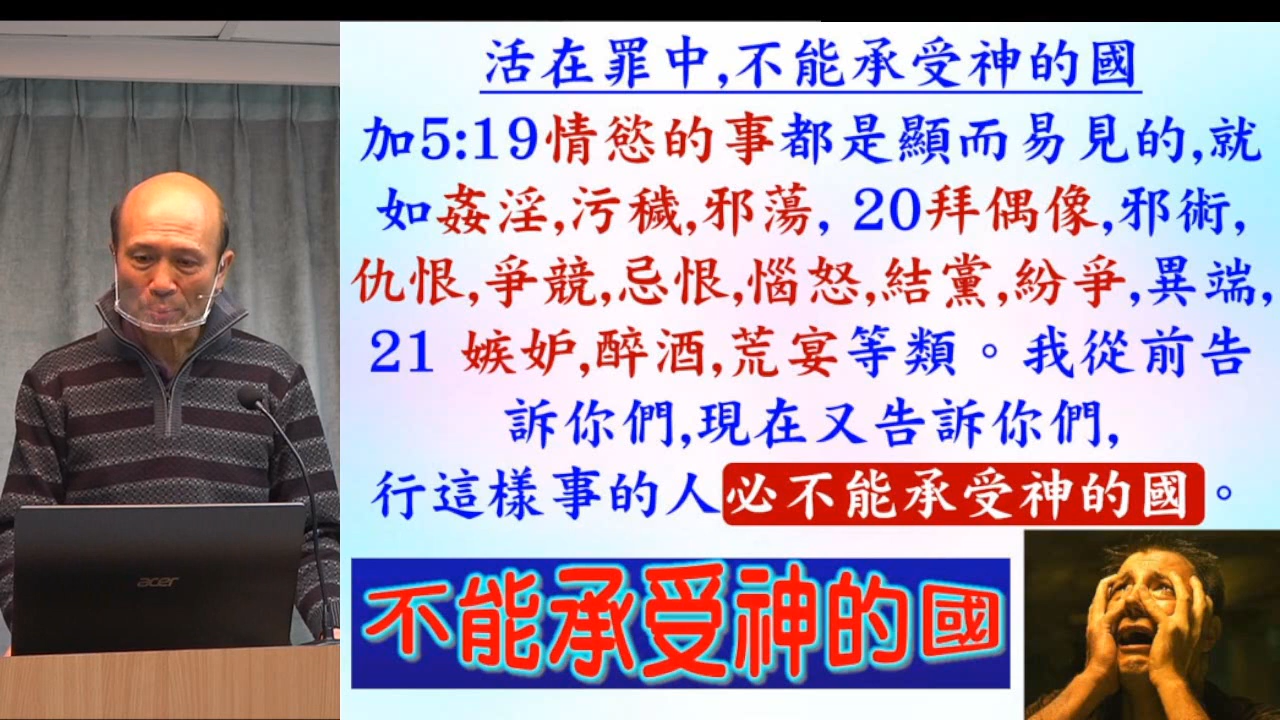 活在罪中,不能承受神的國
加5:19情慾的事都是顯而易見的,就
如姦淫,污穢,邪蕩, 20拜偶像,邪術,
仇恨,爭競,忌恨,惱怒,結黨,紛爭,異端,
21 嫉妒,醉酒,荒宴等類。我從前告
訴你們,現在又告訴你們,
行這樣事的人必不能承受神的國。
不能承受神的國
acer